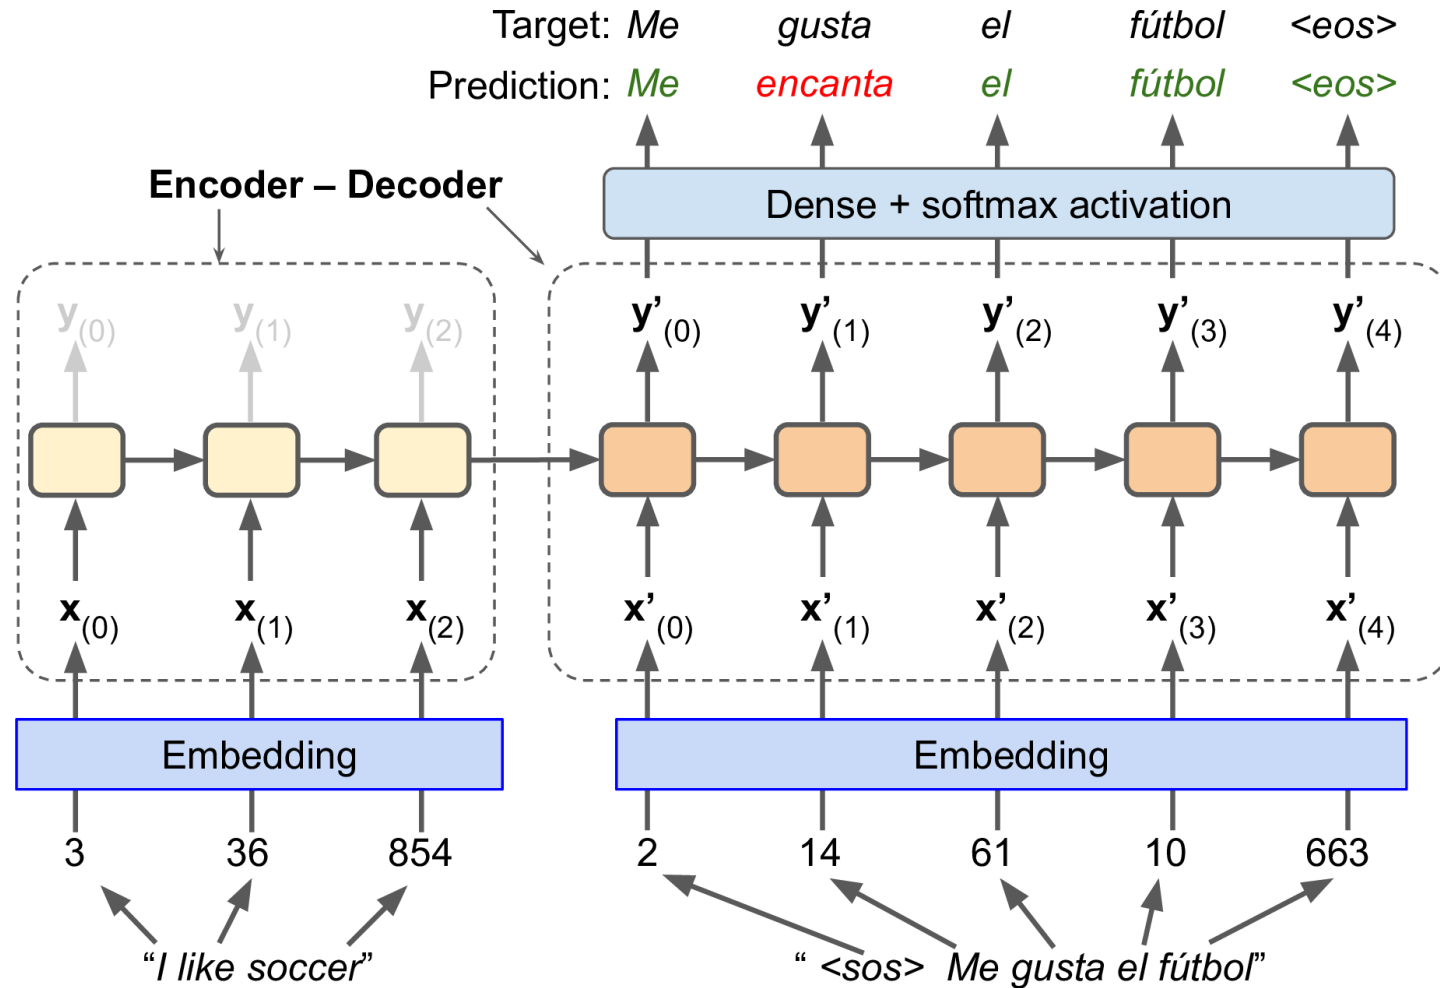 Target: Me gusta el fútbol <eos>
Prediction: Me encanta el fútbol <eos>
Encoder – Decoder
Dense + softmax activation
y(0) y(1) y(2) y’(0) y’(1) y’(2) y’(3) y’(4)
x(0) x(1) x(2) x’(0) x’(1) x’(2) x’(3) x’(4)
Embedding Embedding
3 36 854 2 14 61 10 663
“I like soccer” “ <sos> Me gusta el fútbol”